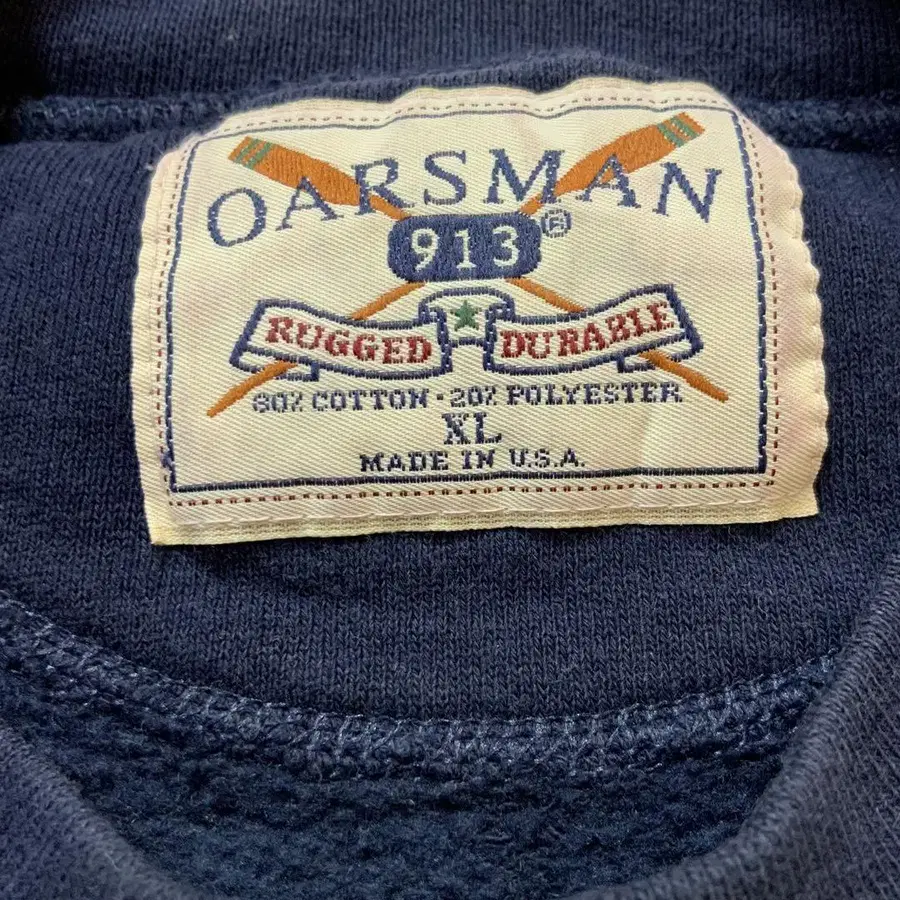 OARSMAN
913®
RUGGED DURABLE
80% COTTON · 20% POLYESTER
XL
MADE IN U.S.A.